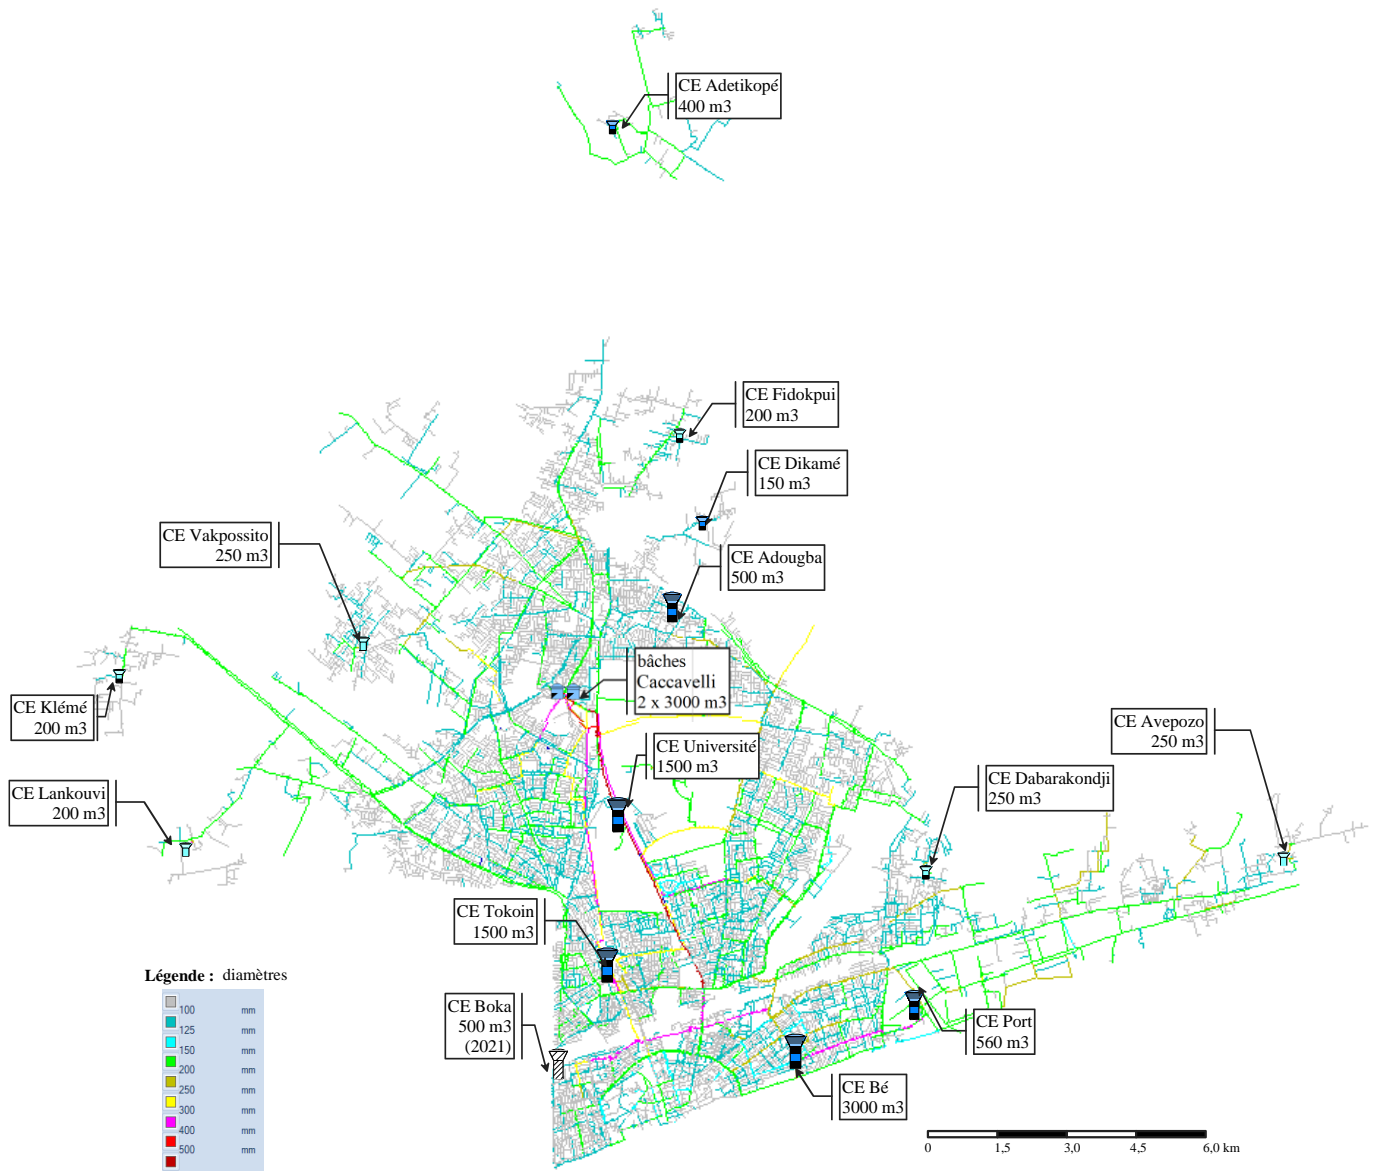 CE Adetikopé
400 m3
CE Fidokpui
200 m3
CE Dikamé
150 m3
CE Vakpossito
250 m3
CE Adougba
500 m3
bâches
Caccavelli
2 x 3000 m3
CE Klémé
200 m3
CE Avepozo
250 m3
CE Université
1500 m3
CE Dabarakondji
250 m3
CE Lankouvi
200 m3
CE Tokoin
1500 m3
Légende : diamètres
100 mm
125 mm
150 mm
200 mm
250 mm
300 mm
400 mm
500 mm
CE Boka
500 m3
(2021)
CE Port
560 m3
CE Bé
3000 m3
0 1,5 3,0 4,5 6,0 km